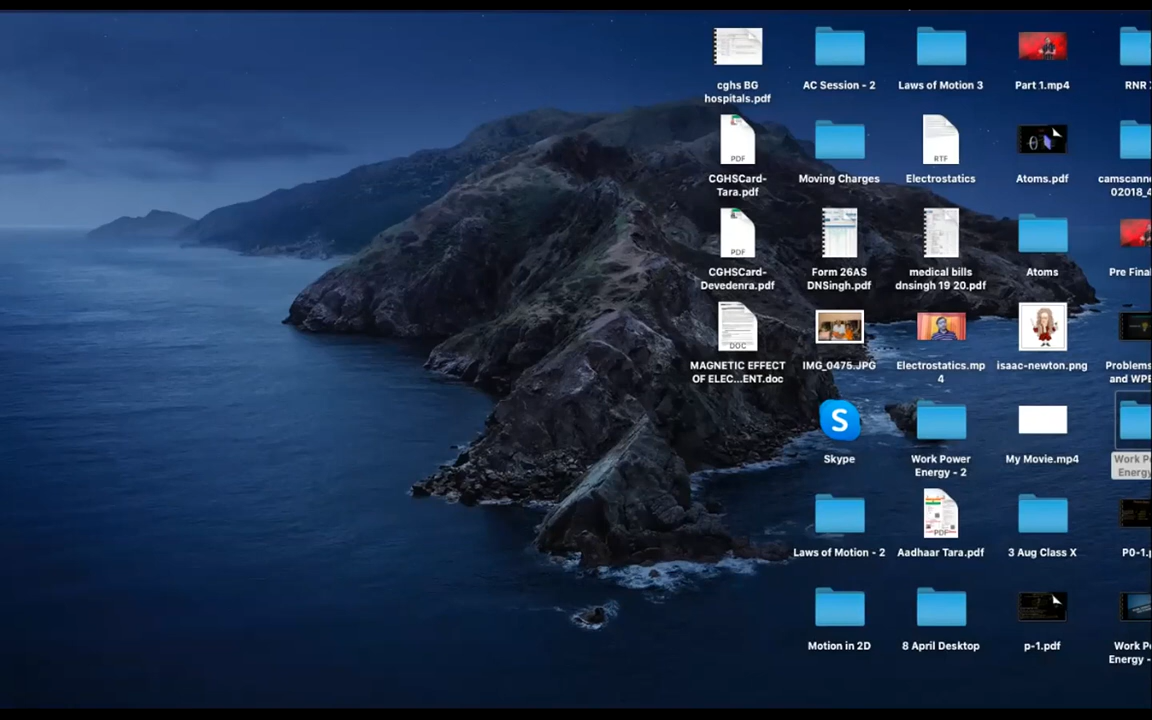 cghs BG
hospitals.pdf
AC Session - 2
Laws of Motion 3
Part 1.mp4
RNR
PDF
CGHSCard-
Tara.pdf
Moving Charges
RTF
Electrostatics
Atoms.pdf
camscann
02018_4
PDF
CGHSCard-
Devedenra.pdf
Form 26AS
DNSingh.pdf
medical bills
dnsingh 19 20.pdf
Atoms
Pre Final
DOC
MAGNETIC EFFECT
OF ELEC...ENT.doc
IMG_0475.JPG
Electrostatics.mp
4
isaac-newton.png
Problems
and WPE
S
Skype
Work Power
Energy - 2
My Movie.mp4
Work P
Energy
Laws of Motion - 2
PDF
Aadhaar Tara.pdf
3 Aug Class X
P0-1.
Motion in 2D
8 April Desktop
p-1.pdf
Work P
Energy -